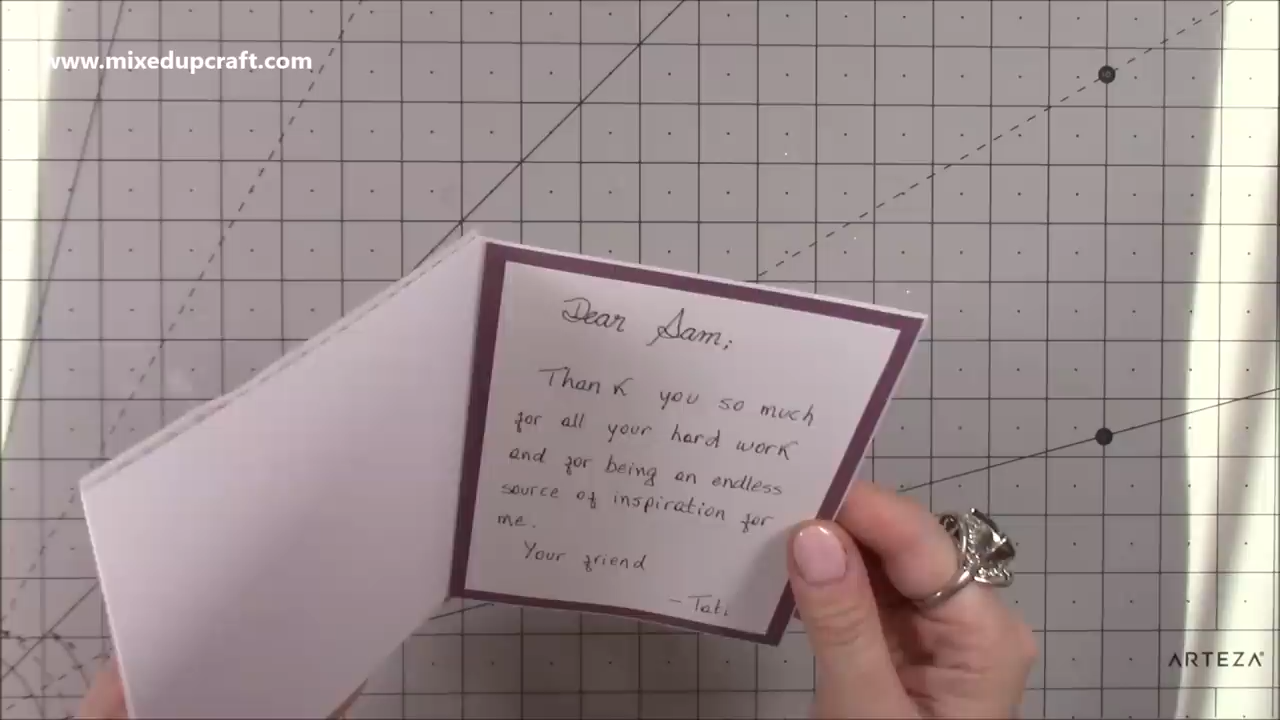 www.mixedupcraft.com
Dear Sam;
Thank you so much
for all your hard work
and for being an endless
source of inspiration for
me.
Your friend
- Tati
ARTEZA®